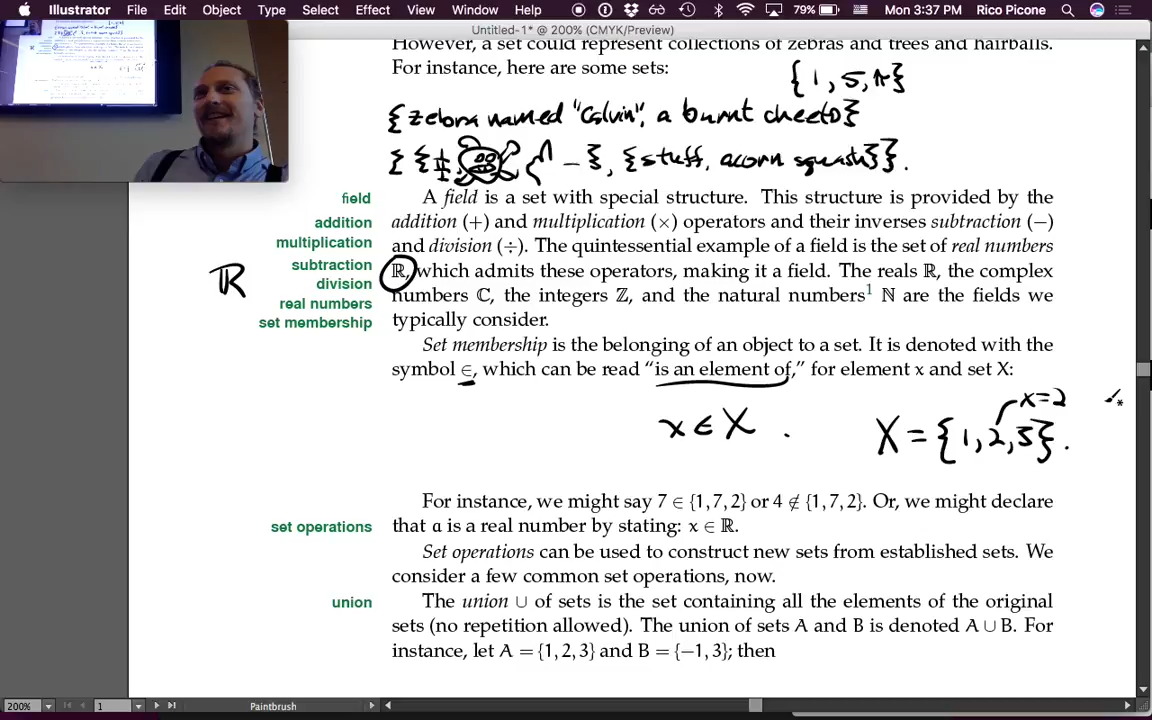 Illustrator File Edit Object Type Select Effect View Window Help 79% Mon 3:37 PM Rico Picone
Untitled-1* @ 200% (CMYK/Preview)
However, a set could represent collections of zebras and trees and hairballs.
For instance, here are some sets:
{1, 5, π}
{zebra named "Calvin", a burnt cheeto}
{stuff, acorn squash}}.
field
A field is a set with special structure. This structure is provided by the
addition
addition (+) and multiplication (×) operators and their inverses subtraction (−)
multiplication
and division (÷). The quintessential example of a field is the set of real numbers
subtraction
ℝ
ℝ, which admits these operators, making it a field. The reals ℝ, the complex
division
numbers ℂ, the integers ℤ, and the natural numbers¹ ℕ are the fields we
real numbers
typically consider.
set membership
Set membership is the belonging of an object to a set. It is denoted with the
symbol ∈, which can be read “is an element of,” for element x and set X:
x=2
x ∈ X .
X = {1, 2, 3}.
For instance, we might say 7 ∈ {1, 7, 2} or 4 ∉ {1, 7, 2}. Or, we might declare
set operations
that a is a real number by stating: x ∈ ℝ.
Set operations can be used to construct new sets from established sets. We
consider a few common set operations, now.
union
The union ∪ of sets is the set containing all the elements of the original
sets (no repetition allowed). The union of sets A and B is denoted A ∪ B. For
instance, let A = {1, 2, 3} and B = {−1, 3}; then
200% 1 Paintbrush